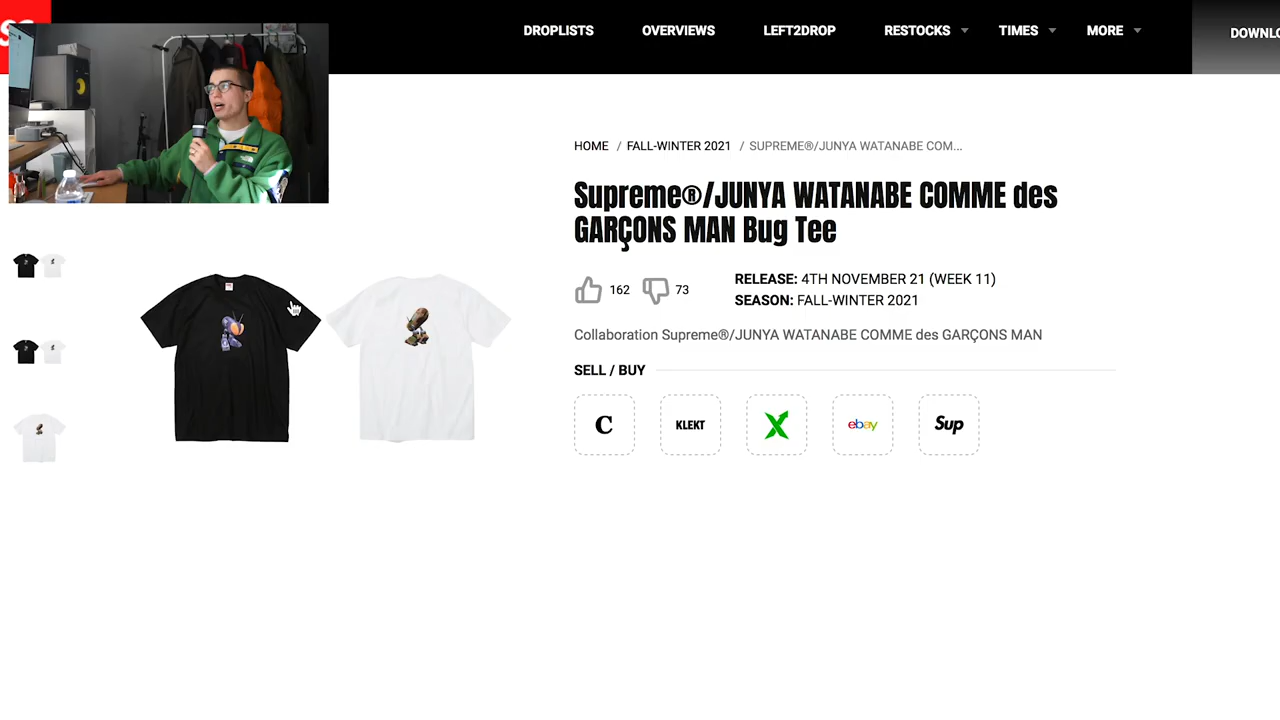 DROPLISTS OVERVIEWS LEFT2DROP RESTOCKS TIMES MORE
HOME / FALL-WINTER 2021 / SUPREME®/JUNYA WATANABE COM...
Supreme®/JUNYA WATANABE COMME des
GARÇONS MAN Bug Tee
162 73
RELEASE: 4TH NOVEMBER 21 (WEEK 11)
SEASON: FALL-WINTER 2021
Collaboration Supreme®/JUNYA WATANABE COMME des GARÇONS MAN
SELL / BUY
C KLEKT X ebay Sup